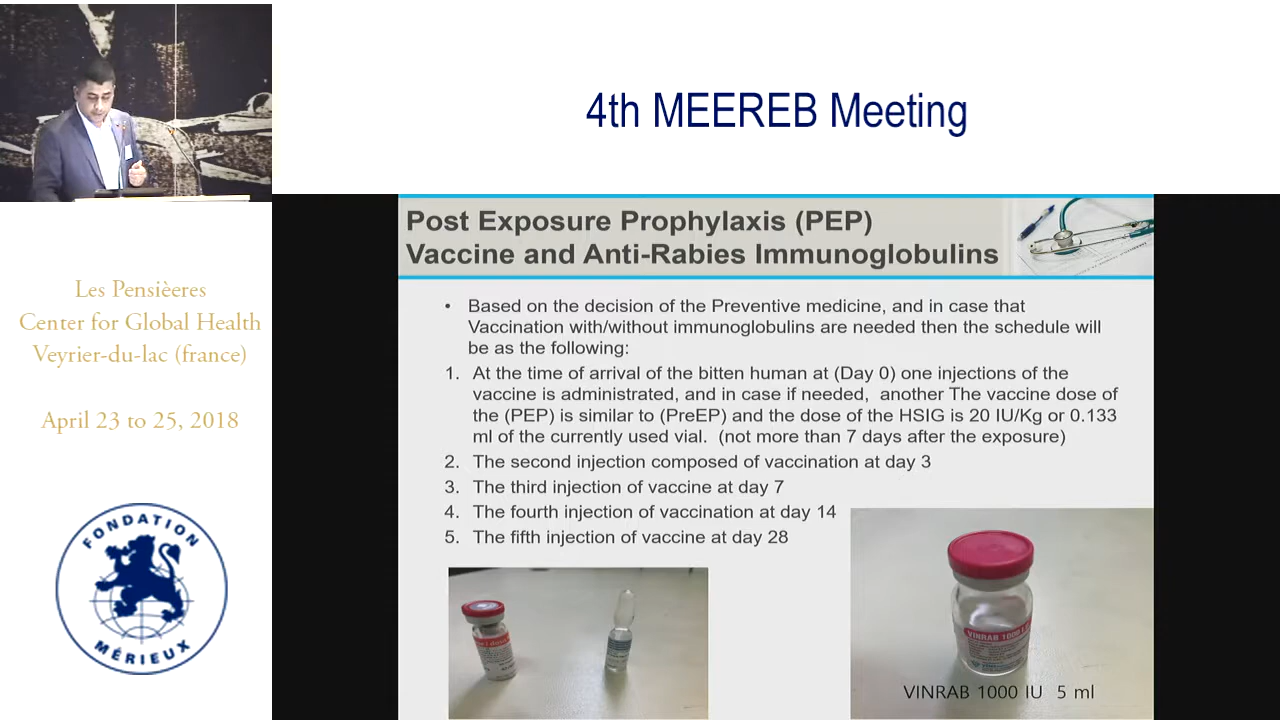 4th MEEREB Meeting
Post Exposure Prophylaxis (PEP)
Vaccine and Anti-Rabies Immunoglobulins
Les Pensièeres
Center for Global Health
Veyrier-du-lac (france)
April 23 to 25, 2018
FONDATION
MÉRIEUX
• Based on the decision of the Preventive medicine, and in case that
Vaccination with/without immunoglobulins are needed then the schedule will
be as the following:
1. At the time of arrival of the bitten human at (Day 0) one injections of the
vaccine is administrated, and in case if needed, another The vaccine dose of
the (PEP) is similar to (PreEP) and the dose of the HSIG is 20 IU/Kg or 0.133
ml of the currently used vial. (not more than 7 days after the exposure)
2. The second injection composed of vaccination at day 3
3. The third injection of vaccine at day 7
4. The fourth injection of vaccination at day 14
5. The fifth injection of vaccine at day 28
VINRAB 1000
VINRAB 1000 IU 5 ml